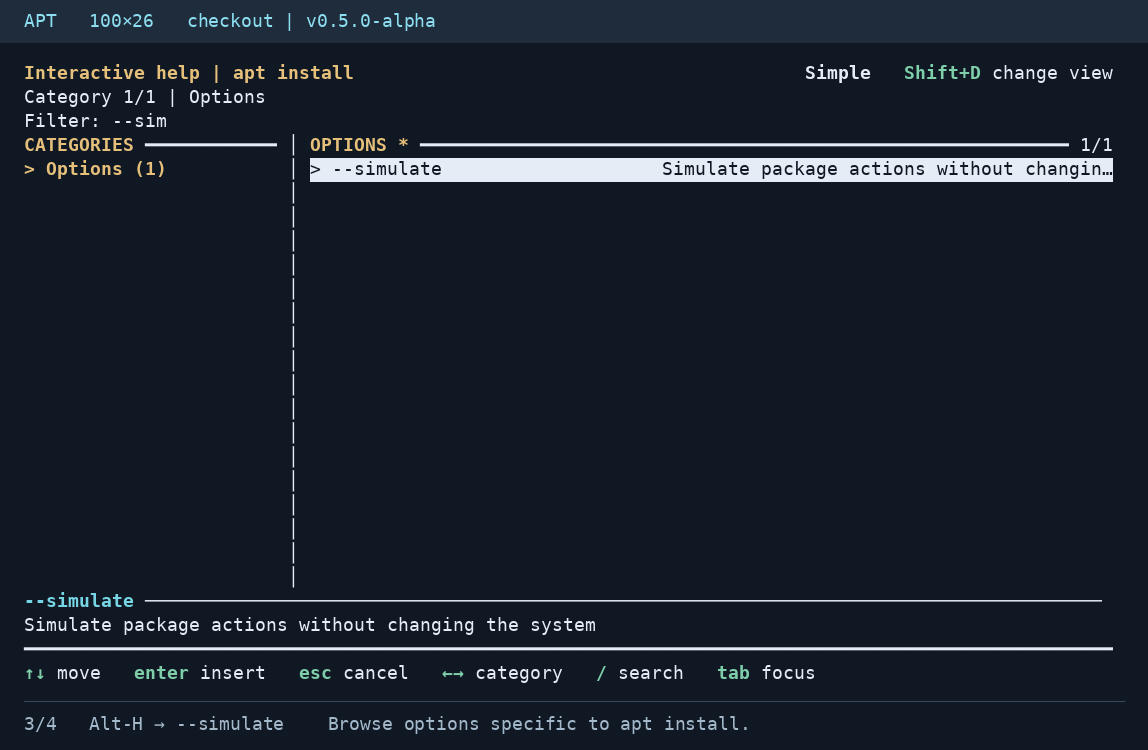 APT   100×26   checkout | v0.5.0-alpha
Interactive help | apt install   Simple   Shift+D change view
Category 1/1 | Options
Filter: --sim
CATEGORIES   OPTIONS *   1/1
> Options (1)   > --simulate   Simulate package actions without changin…
--simulate
Simulate package actions without changing the system
↑↓ move   enter insert   esc cancel   ←→ category   / search   tab focus
3/4   Alt-H → --simulate   Browse options specific to apt install.